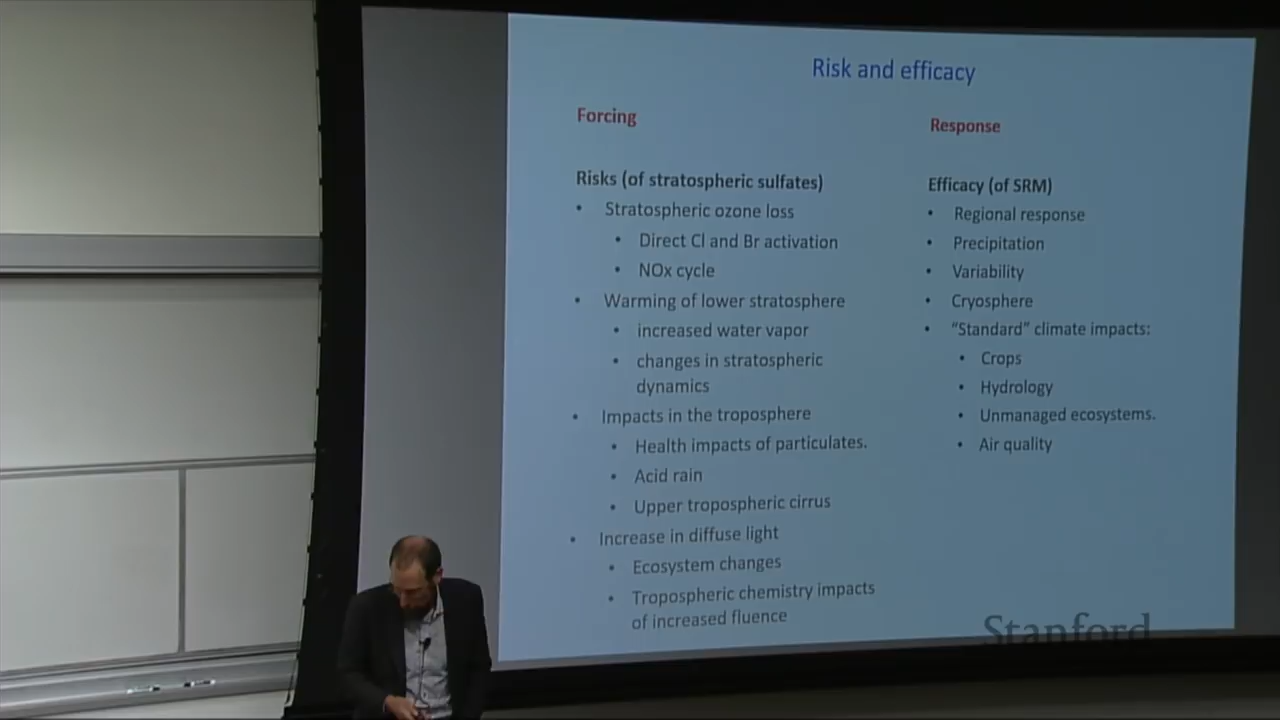 Risk and efficacy
Forcing
Risks (of stratospheric sulfates)
• Stratospheric ozone loss
• Direct Cl and Br activation
• NOx cycle
• Warming of lower stratosphere
• increased water vapor
• changes in stratospheric
dynamics
• Impacts in the troposphere
• Health impacts of particulates.
• Acid rain
• Upper tropospheric cirrus
• Increase in diffuse light
• Ecosystem changes
• Tropospheric chemistry impacts
of increased fluence
Response
Efficacy (of SRM)
• Regional response
• Precipitation
• Variability
• Cryosphere
• “Standard” climate impacts:
• Crops
• Hydrology
• Unmanaged ecosystems.
• Air quality
Stanford